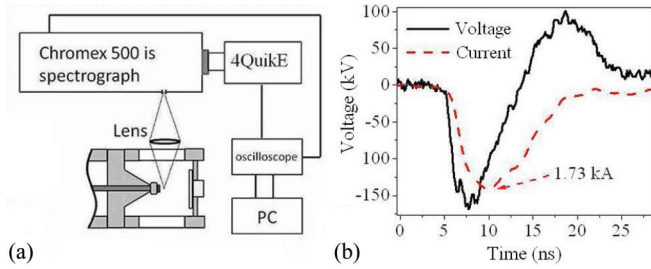 Chromex 500 is
spectrograph
4QuikE
Lens
oscilloscope
PC
(a)
100
50
0
-50
100
-150
Voltage (kV)
Voltage
Current
1.73 kA
0
5
10
15
20
25
Time (ns)
(b)